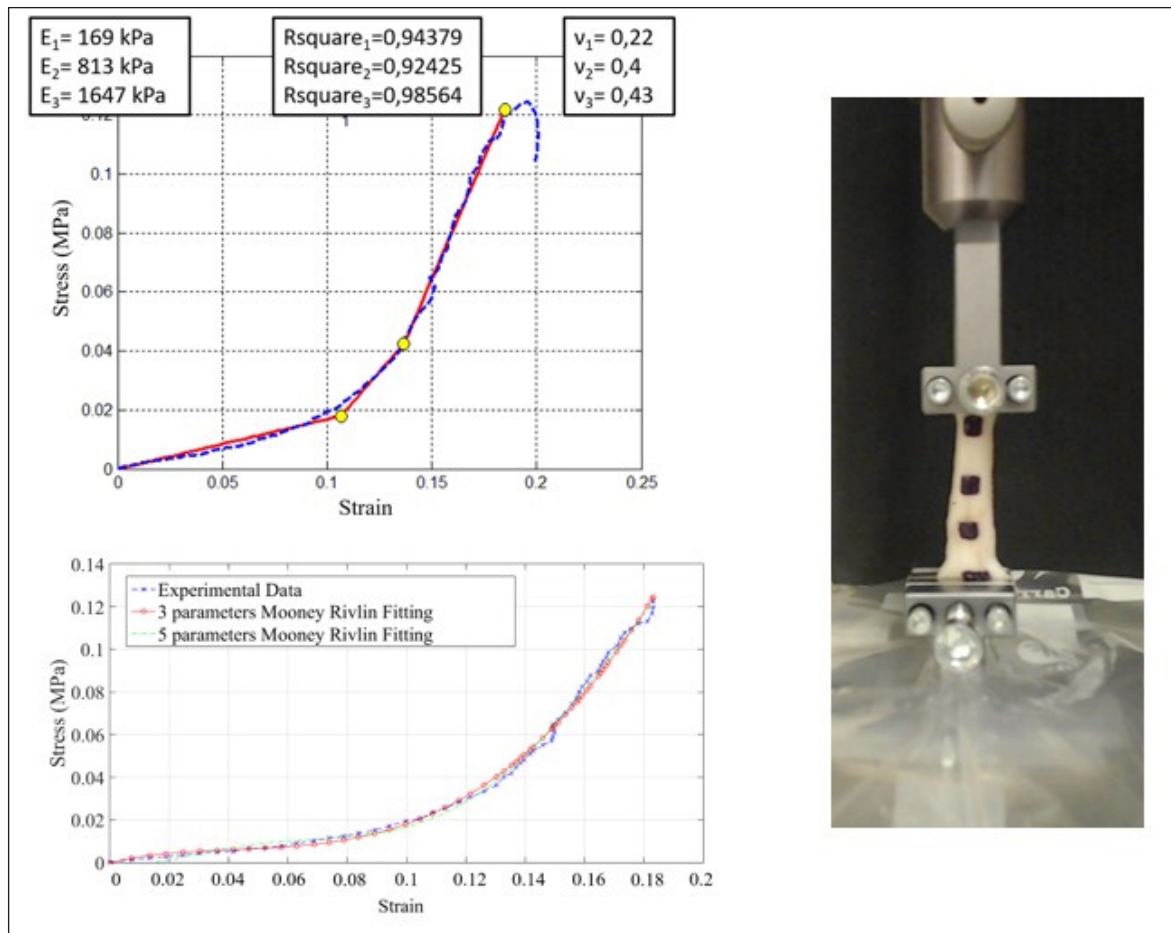 E₁= 169 kPa
E₂= 813 kPa
E₃= 1647 kPa
Rsquare₁=0,94379
Rsquare₂=0,92425
Rsquare₃=0,98564
ν₁= 0,22
ν₂= 0,4
ν₃= 0,43
0.12
0.1
0.08
0.06
0.04
0.02
0
Stress (MPa)
0 0.05 0.1 0.15 0.2 0.25
Strain
0.14
0.12
0.1
0.08
0.06
0.04
0.02
0
Stress (MPa)
Experimental Data
3 parameters Mooney Rivlin Fitting
5 parameters Mooney Rivlin Fitting
0 0.02 0.04 0.06 0.08 0.1 0.12 0.14 0.16 0.18 0.2
Strain